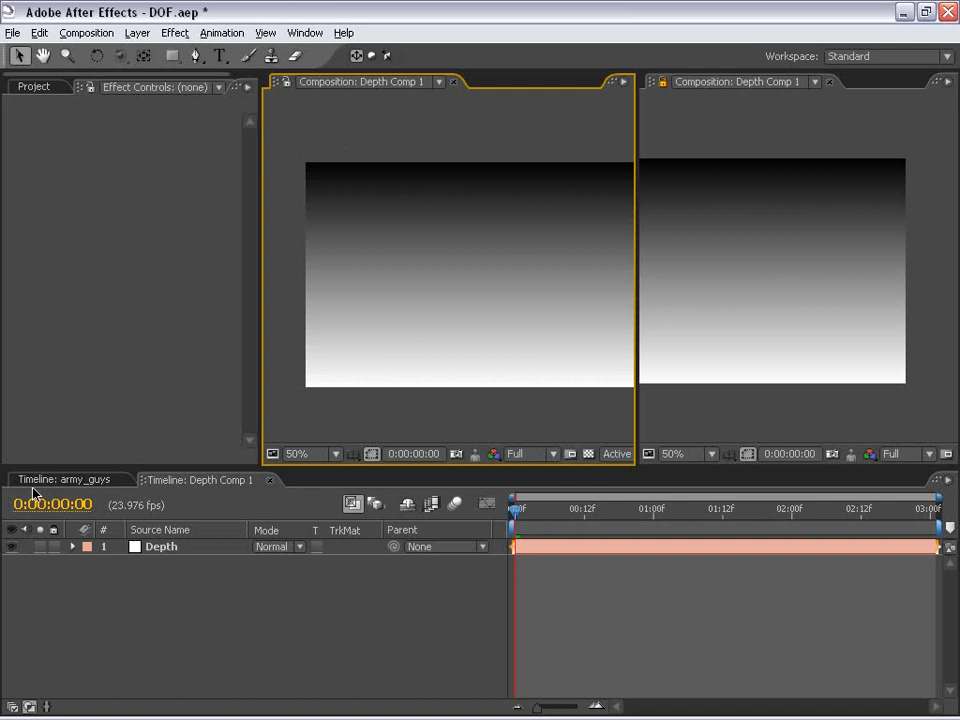 Adobe After Effects - DOF.aep *
File Edit Composition Layer Effect Animation View Window Help
Workspace: Standard
Project Effect Controls: (none) Composition: Depth Comp 1 Composition: Depth Comp 1
50% 0:00:00:00 Full Active 50% 0:00:00:00 Full
Timeline: army_guys Timeline: Depth Comp 1
0:00:00:00 (23.976 fps)
00:12F 01:00F 01:12F 02:00F 02:12F 03:00F
# Source Name Mode T TrkMat Parent
1 Depth Normal None